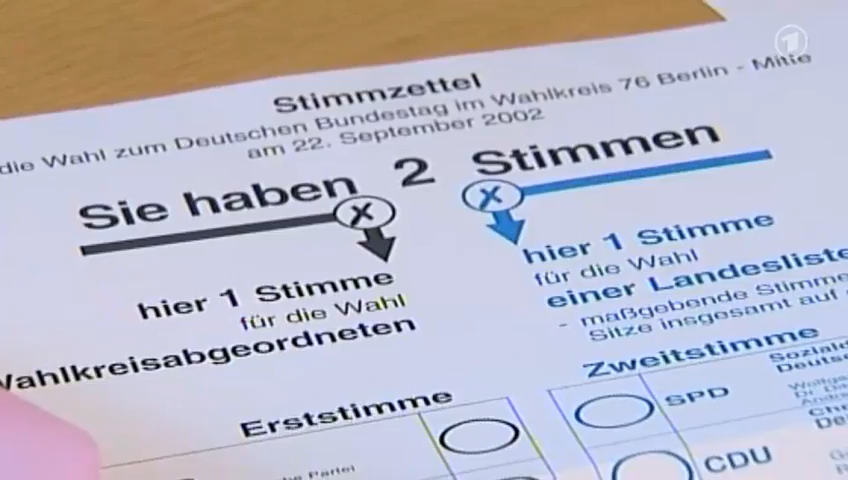 Stimmzettel
die Wahl zum Deutschen Bundestag im Wahlkreis 76 Berlin - Mitte
am 22. September 2002
Sie haben 2 Stimmen
X
X
hier 1 Stimme
für die Wahl
Wahlkreisabgeordneten
hier 1 Stimme
für die Wahl
einer Landesliste
- maßgebende Stimme
Sitze insgesamt auf
Erststimme
Zweitstimme
SPD
CDU
Partei
1